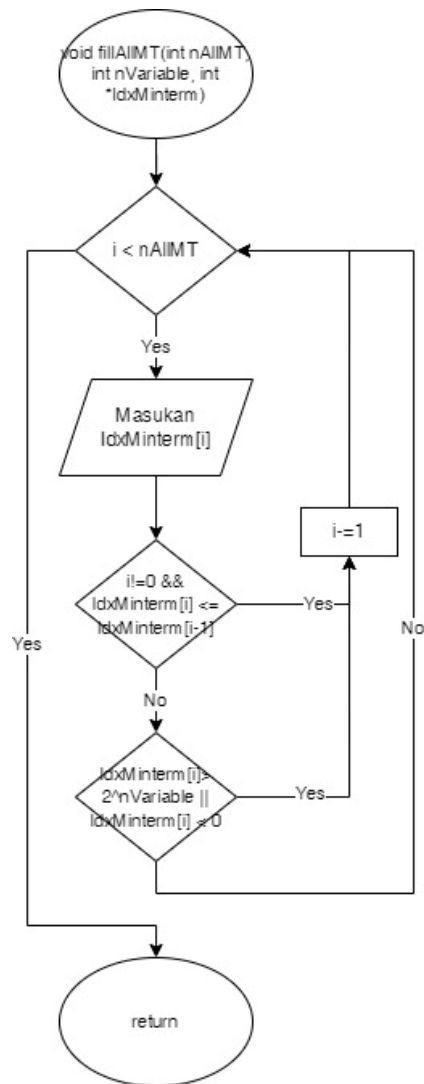 void fillAllMT(int nAllMT,
int nVariable, int
*IdxMinterm)
i < nAllMT
Yes
Masukan
IdxMinterm[i]
i-=1
i!=0 &&
IdxMinterm[i] <=
IdxMinterm[i-1]
Yes
No
Yes
No
IdxMinterm[i]>
2^nVariable ||
IdxMinterm[i] < 0
Yes
return